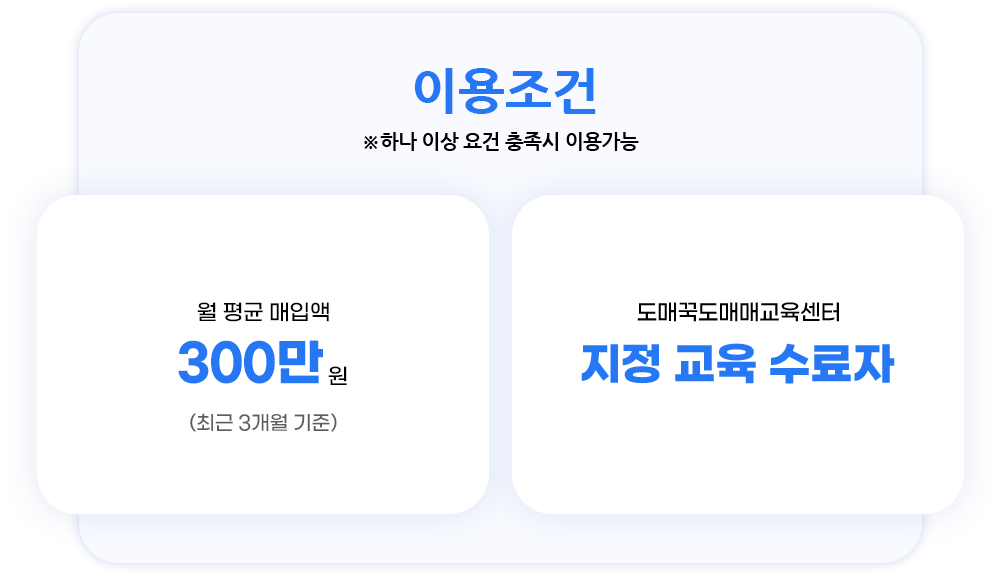 이용조건
※하나 이상 요건 충족시 이용가능
월 평균 매입액
300만 원
(최근 3개월 기준)
도매꾹도매매교육센터
지정 교육 수료자